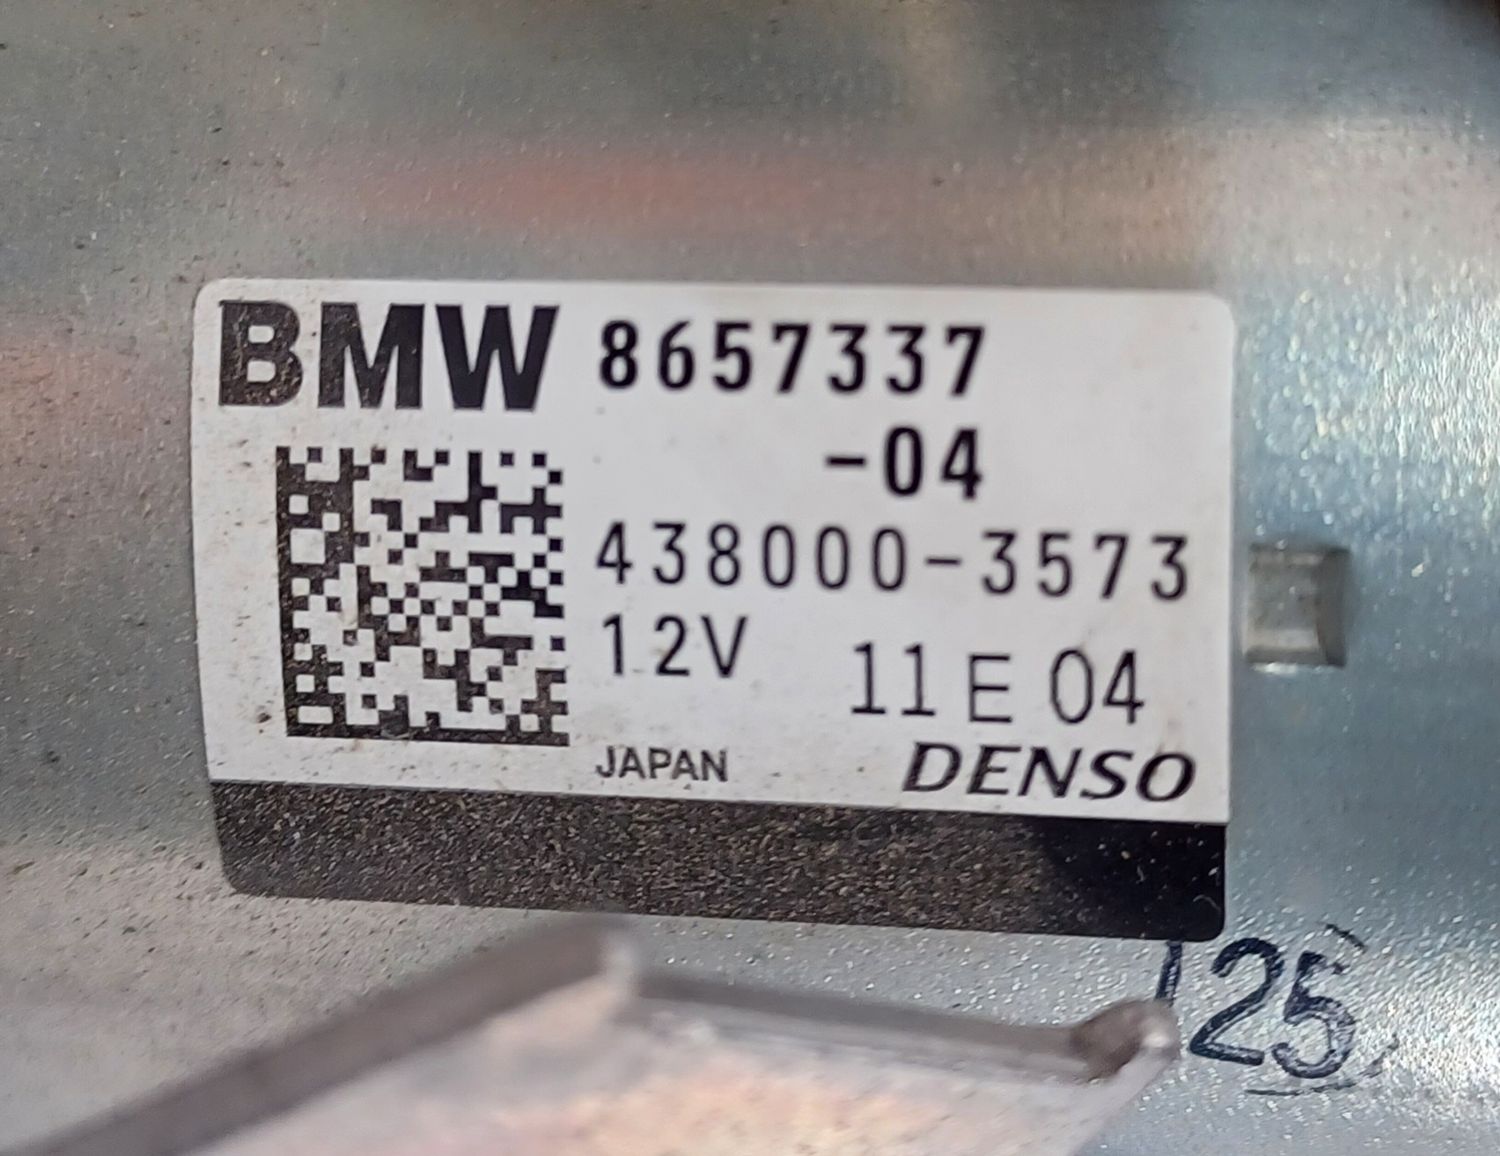 BMW 8657337
-04
438000-3573
12V 11 E 04
JAPAN DENSO
125